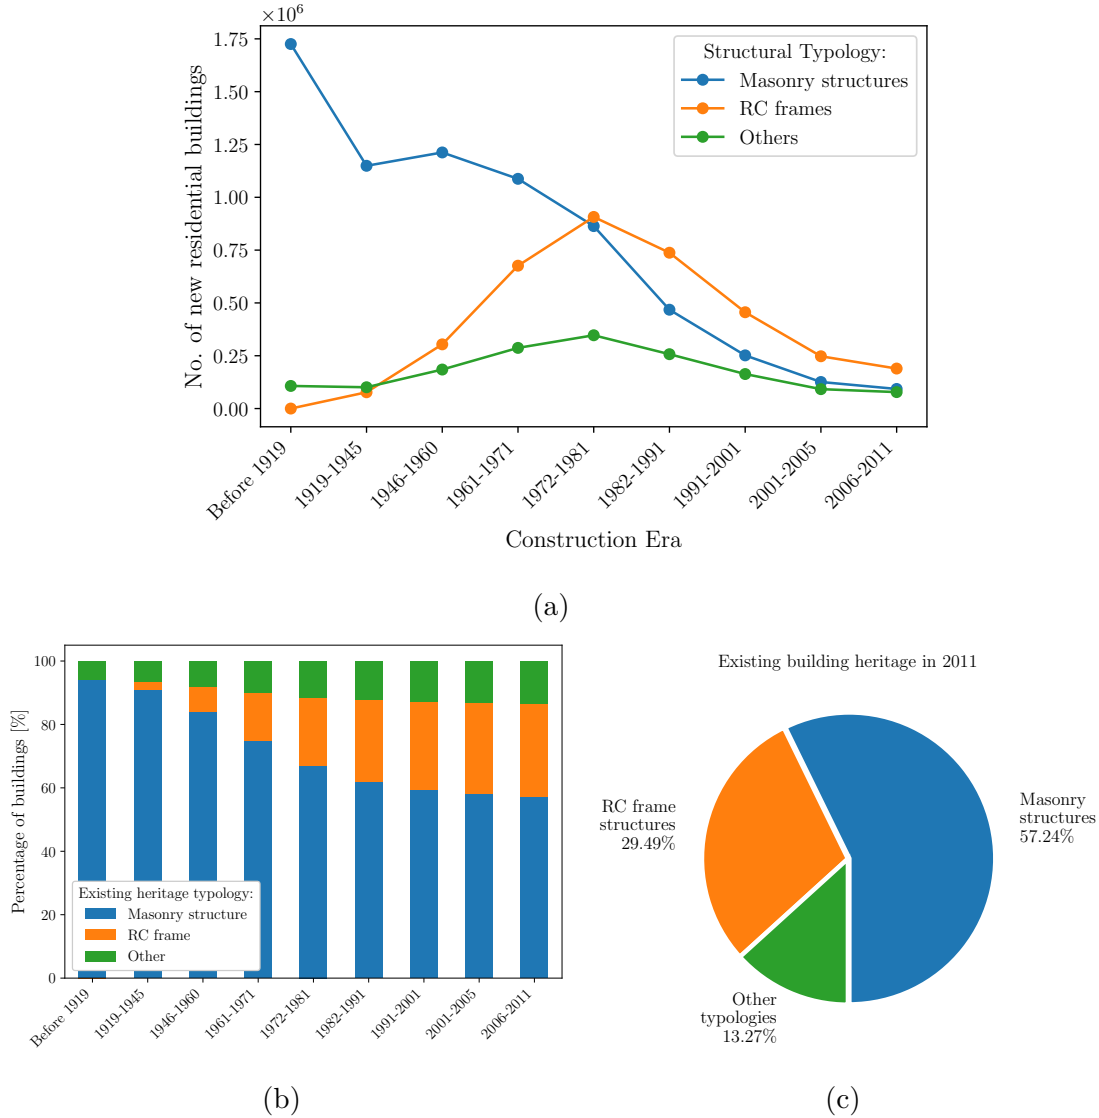 ×10⁶
1.75
1.50
1.25
1.00
0.75
0.50
0.25
0.00
No. of new residential buildings
Structural Typology:
Masonry structures
RC frames
Others
Before 1919
1919-1945
1946-1960
1961-1971
1972-1981
1982-1991
1991-2001
2001-2005
2006-2011
Construction Era
(a)
100
80
60
40
20
0
Percentage of buildings [%]
Existing heritage typology:
Masonry structure
RC frame
Other
Before 1919
1919-1945
1946-1960
1961-1971
1972-1981
1982-1991
1991-2001
2001-2005
2006-2011
(b)
Existing building heritage in 2011
RC frame
structures
29.49%
Masonry
structures
57.24%
Other
typologies
13.27%
(c)